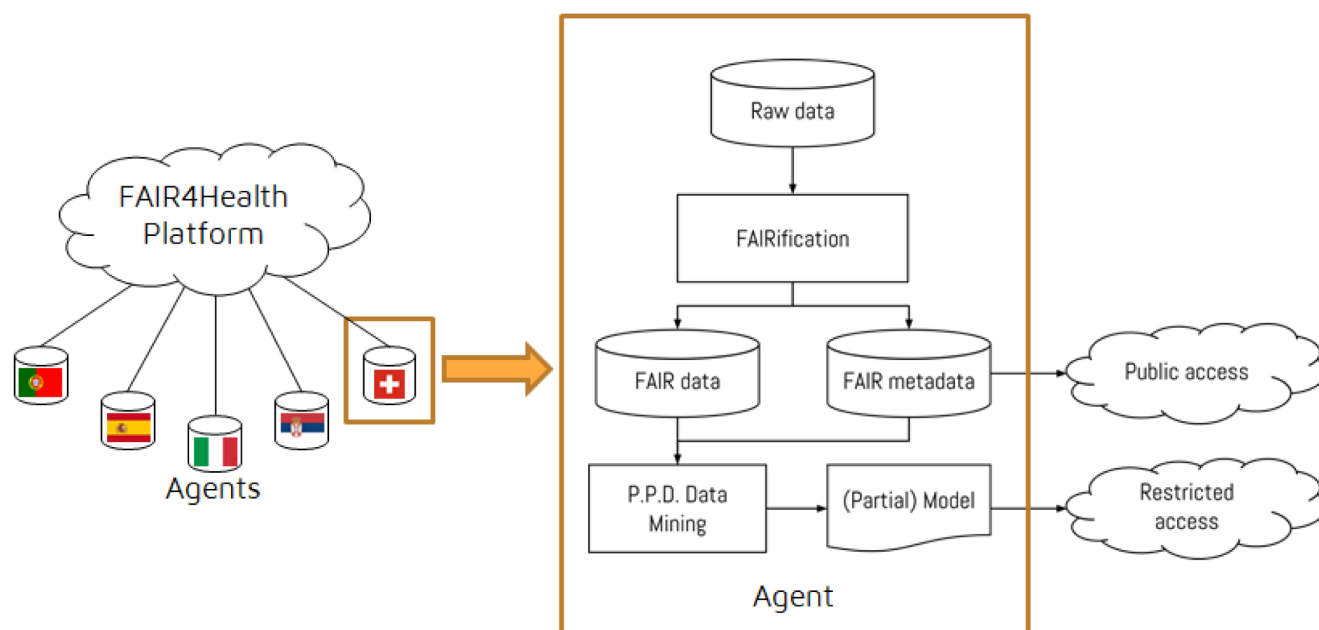 FAIR4Health
Platform
Agents
Raw data
FAIRification
FAIR data
FAIR metadata
Public access
P.P.D. Data
Mining
(Partial) Model
Restricted
access
Agent